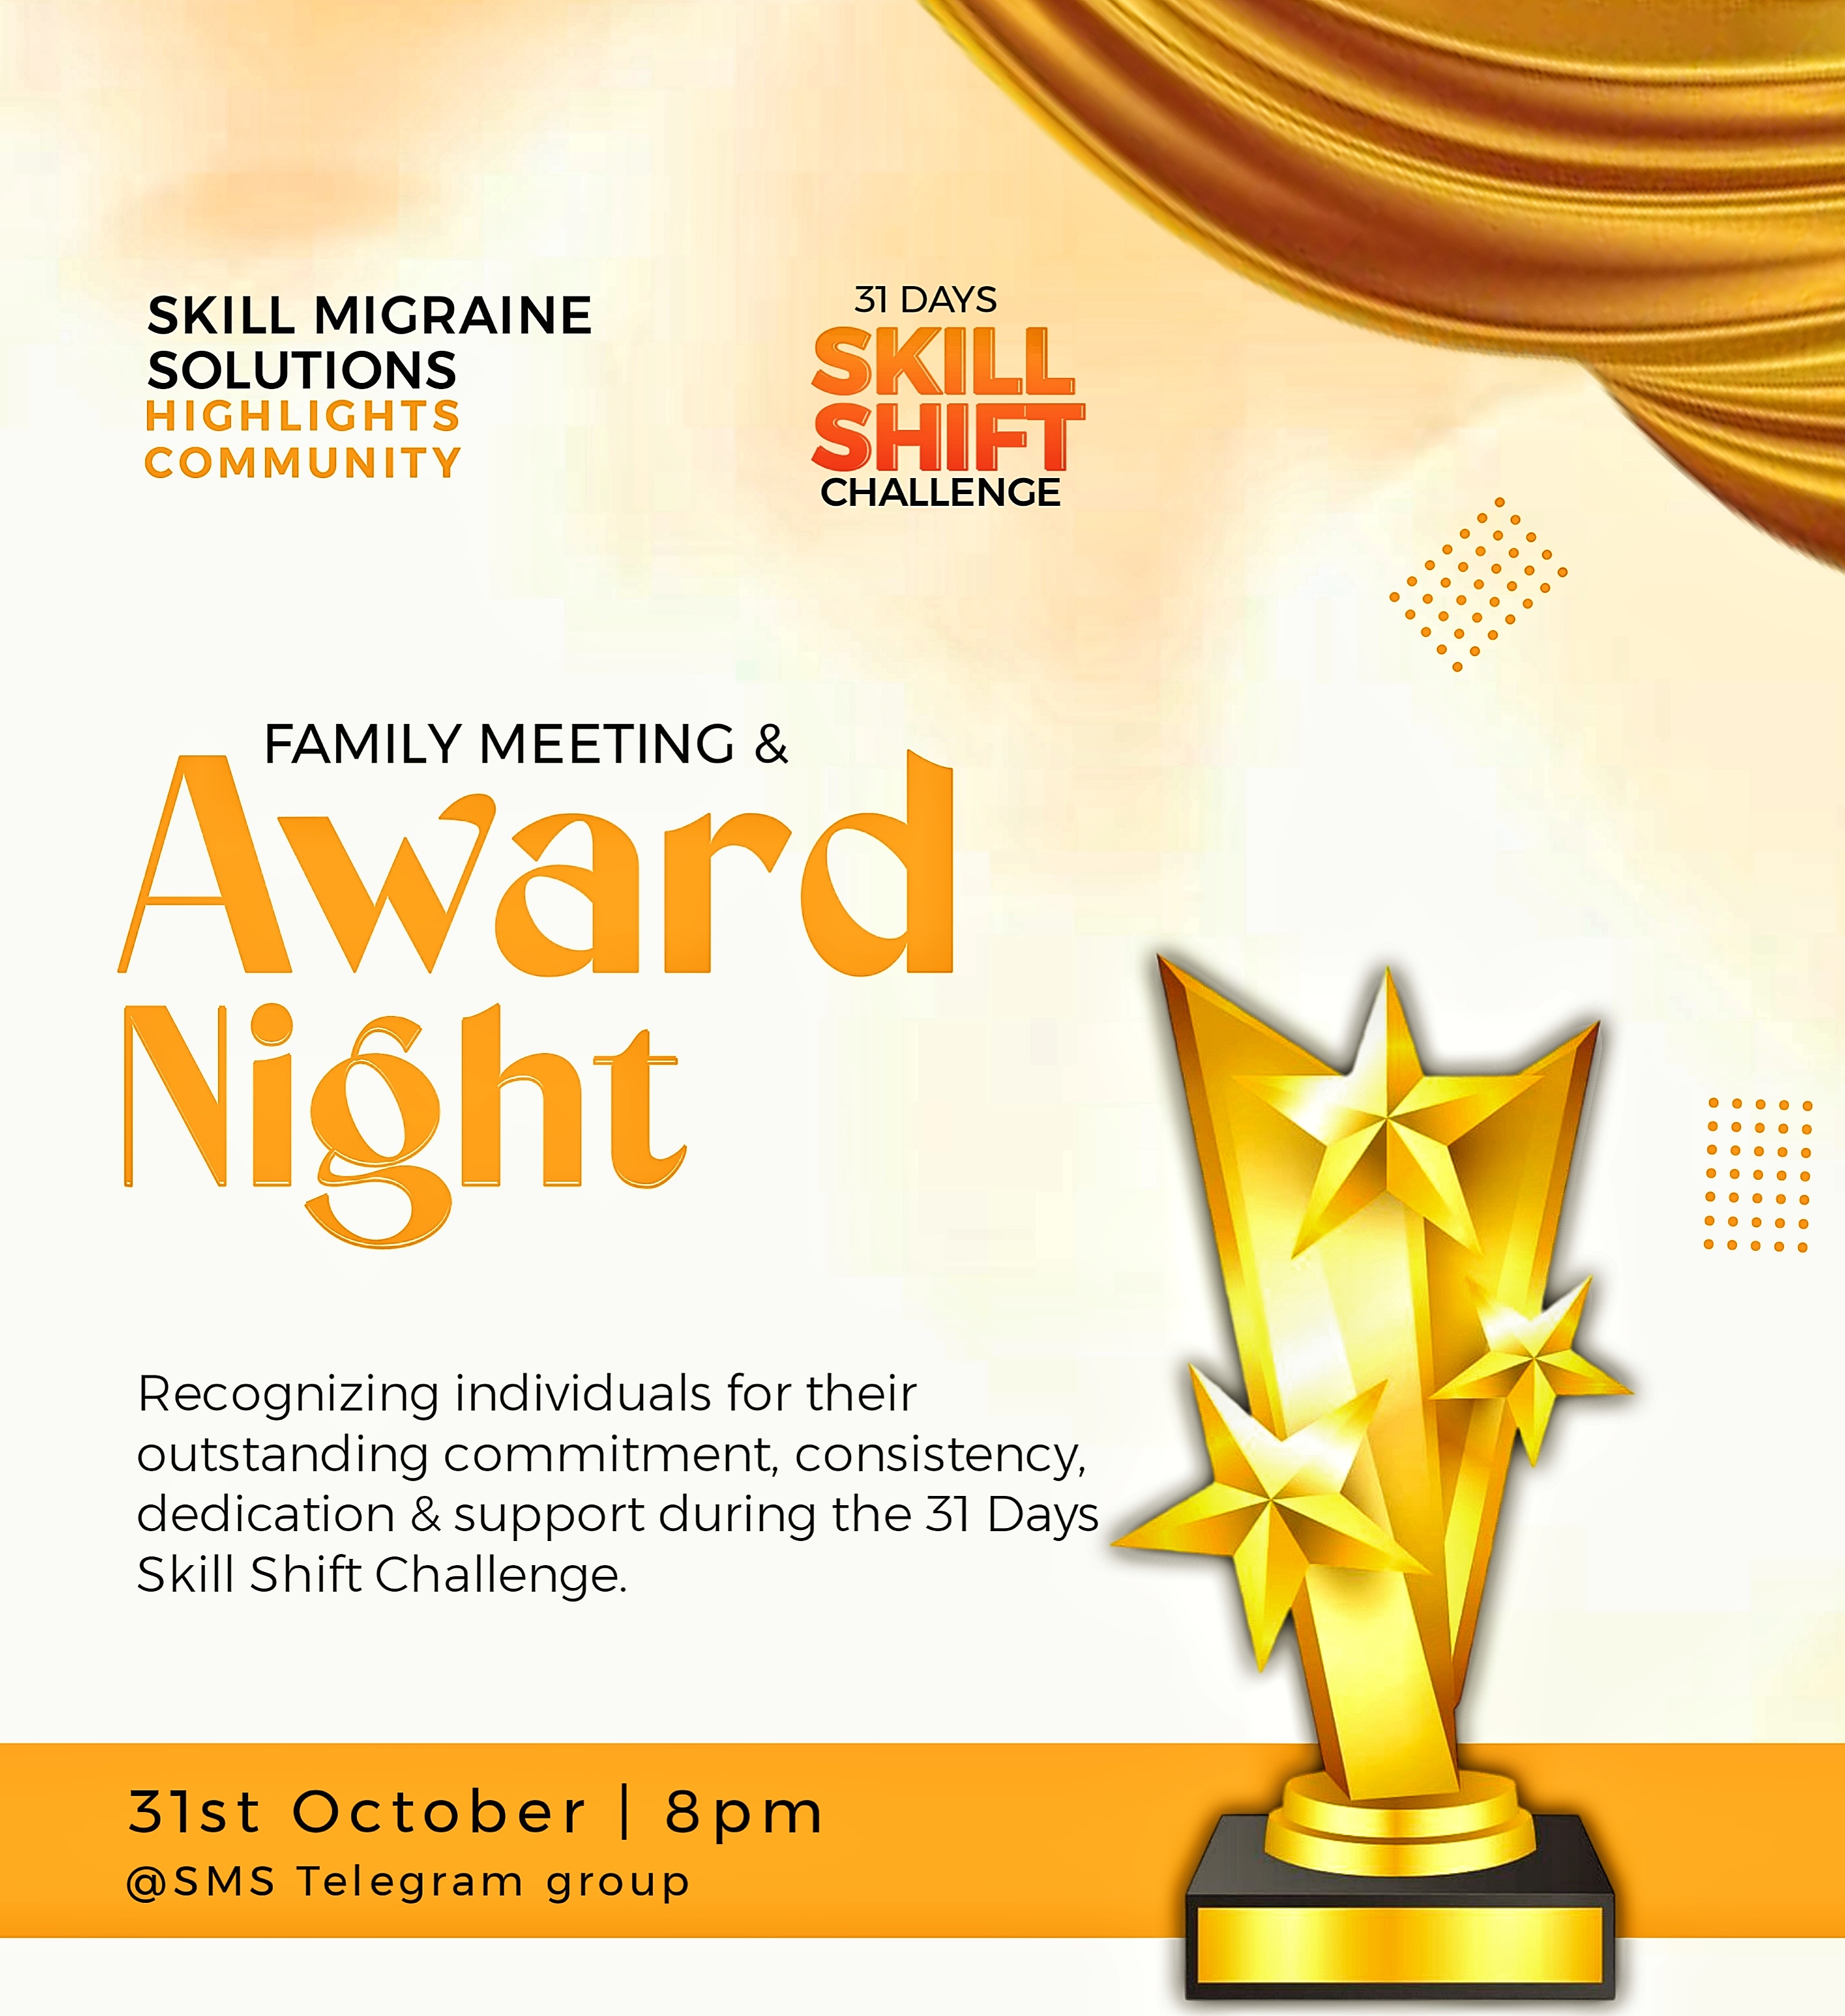 SKILL MIGRAINE
SOLUTIONS
HIGHLIGHTS
COMMUNITY
31 DAYS
SKILL
SHIFT
CHALLENGE
FAMILY MEETING &
Award
Night
Recognizing individuals for their
outstanding commitment, consistency,
dedication & support during the 31 Days
Skill Shift Challenge.
31st October | 8pm
@SMS Telegram group